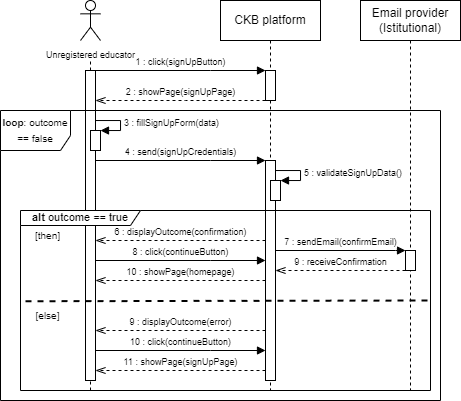 CKB platform
Email provider
(Istitutional)
Unregistered educator
1 : click(signUpButton)
2 : showPage(signUpPage)
loop: outcome
== false
3 : fillSignUpForm(data)
4 : send(signUpCredentials)
5 : validateSignUpData()
alt outcome == true
[then]
6 : displayOutcome(confirmation)
7 : sendEmail(confirmEmail)
8 : click(continueButton)
9 : receiveConfirmation
10 : showPage(homepage)
[else]
9 : displayOutcome(error)
10 : click(continueButton)
11 : showPage(signUpPage)